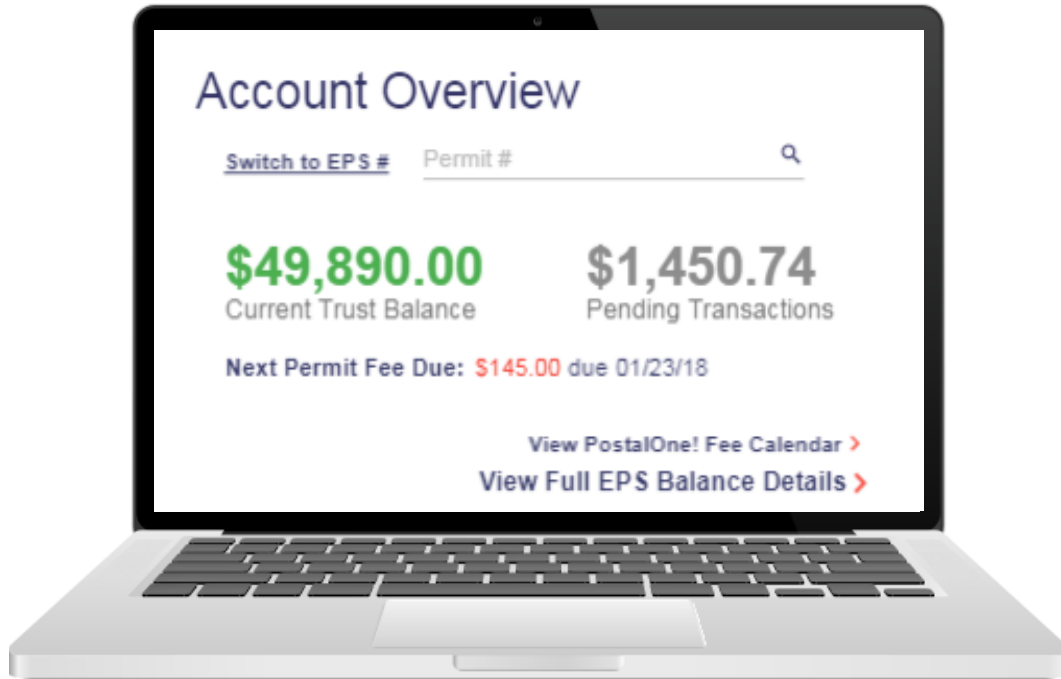 Account Overview
Switch to EPS # Permit #
$49,890.00 $1,450.74
Current Trust Balance Pending Transactions
Next Permit Fee Due: $145.00 due 01/23/18
View PostalOne! Fee Calendar >
View Full EPS Balance Details >